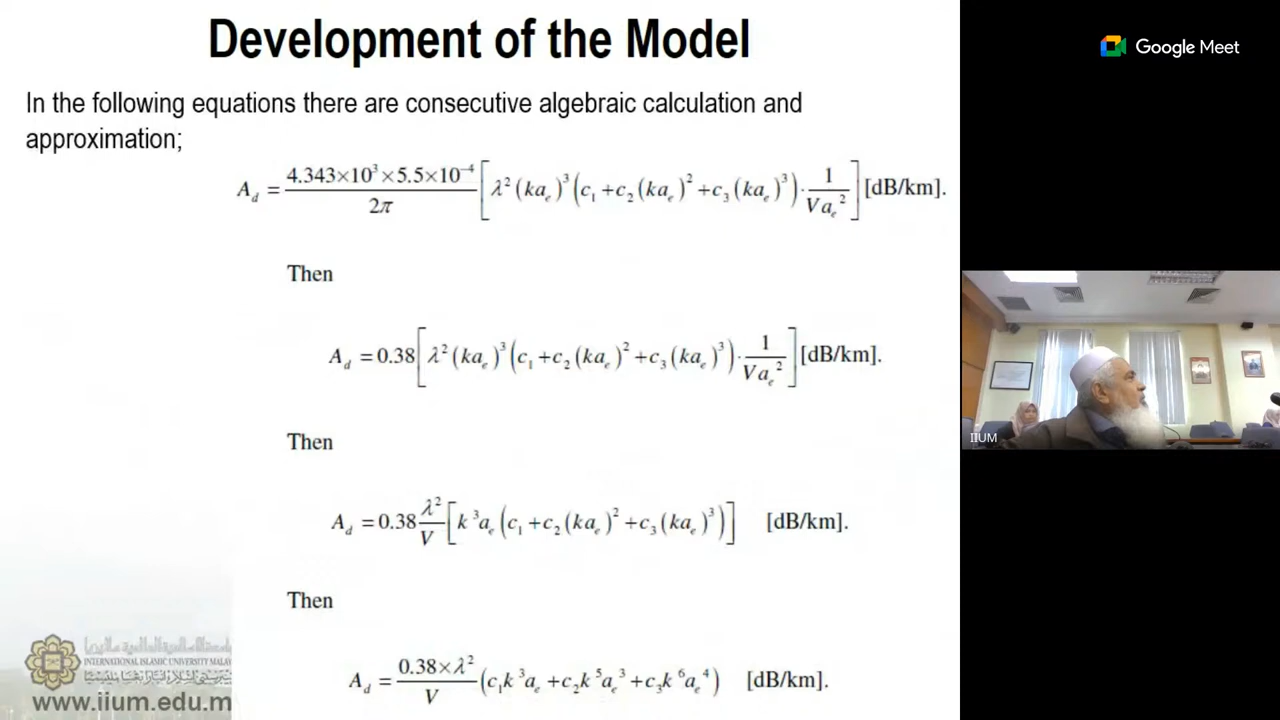 Development of the Model
In the following equations there are consecutive algebraic calculation and
approximation;
A_d = 4.343×10³×5.5×10⁻⁴ / 2π [λ²(ka_e)³(c₁+c₂(ka_e)²+c₃(ka_e)³)·1/Va_e²] [dB/km].
Then
A_d = 0.38[λ²(ka_e)³(c₁+c₂(ka_e)²+c₃(ka_e)³)·1/Va_e²] [dB/km].
Then
A_d = 0.38 λ²/V [k³a_e(c₁+c₂(ka_e)²+c₃(ka_e)³)] [dB/km].
Then
A_d = 0.38×λ²/V (c₁k³a_e+c₂k⁵a_e³+c₃k⁶a_e⁴) [dB/km].
INTERNATIONAL ISLAMIC UNIVERSITY MALAY
www.iium.edu.m
Google Meet
IIUM